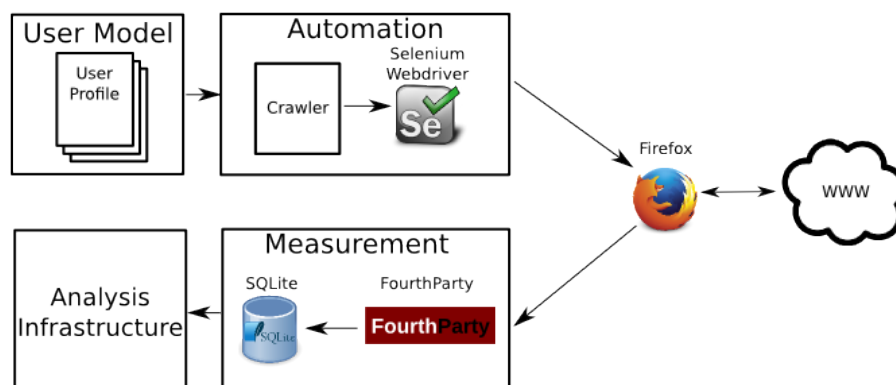 User Model
User
Profile
Automation
Crawler
Selenium
Webdriver
Se
Firefox
WWW
Analysis
Infrastructure
Measurement
SQLite
SQLite
FourthParty
FourthParty